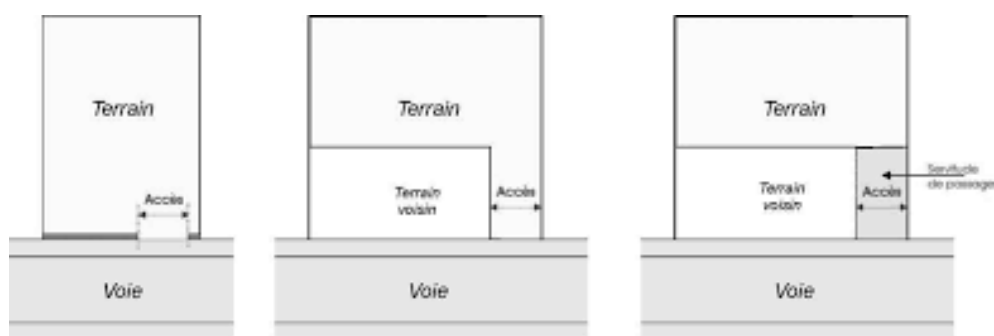 Terrain
Accès
Voie
Terrain
Terrain
voisin
Accès
Voie
Terrain
Terrain
voisin
Accès
Servitude
de passage
Voie